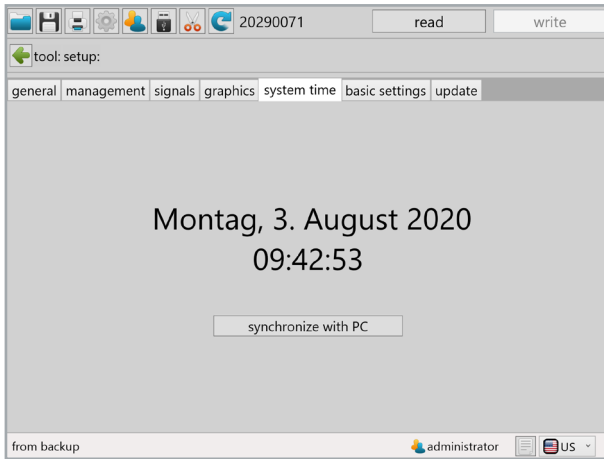 20290071 read write
tool: setup:
general management signals graphics system time basic settings update
Montag, 3. August 2020
09:42:53
synchronize with PC
from backup administrator US